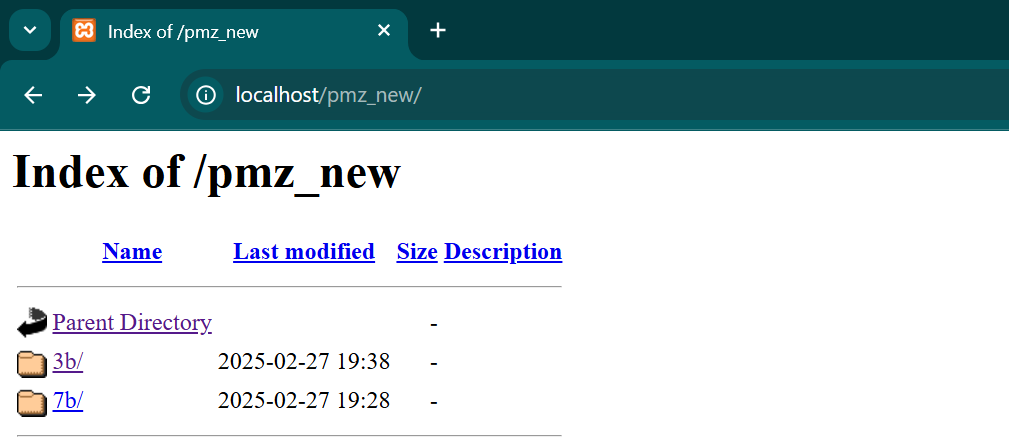 Index of /pmz_new
localhost/pmz_new/
Index of /pmz_new
Name Last modified Size Description
Parent Directory -
3b/ 2025-02-27 19:38 -
7b/ 2025-02-27 19:28 -